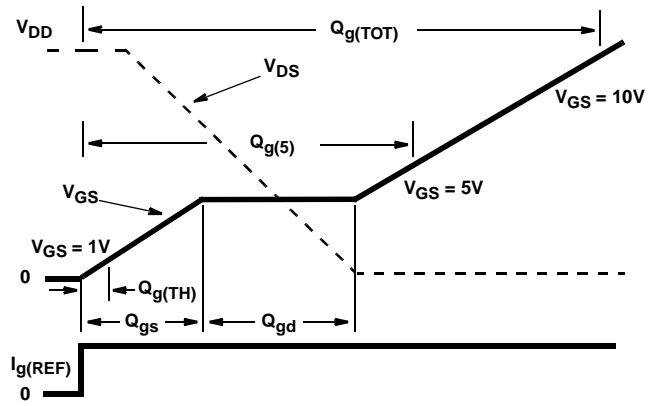 VDD
Qg(TOT)
VDS
VGS = 10V
Qg(5)
VGS
VGS = 5V
VGS = 1V
0
Qg(TH)
Qgs
Qgd
Ig(REF)
0